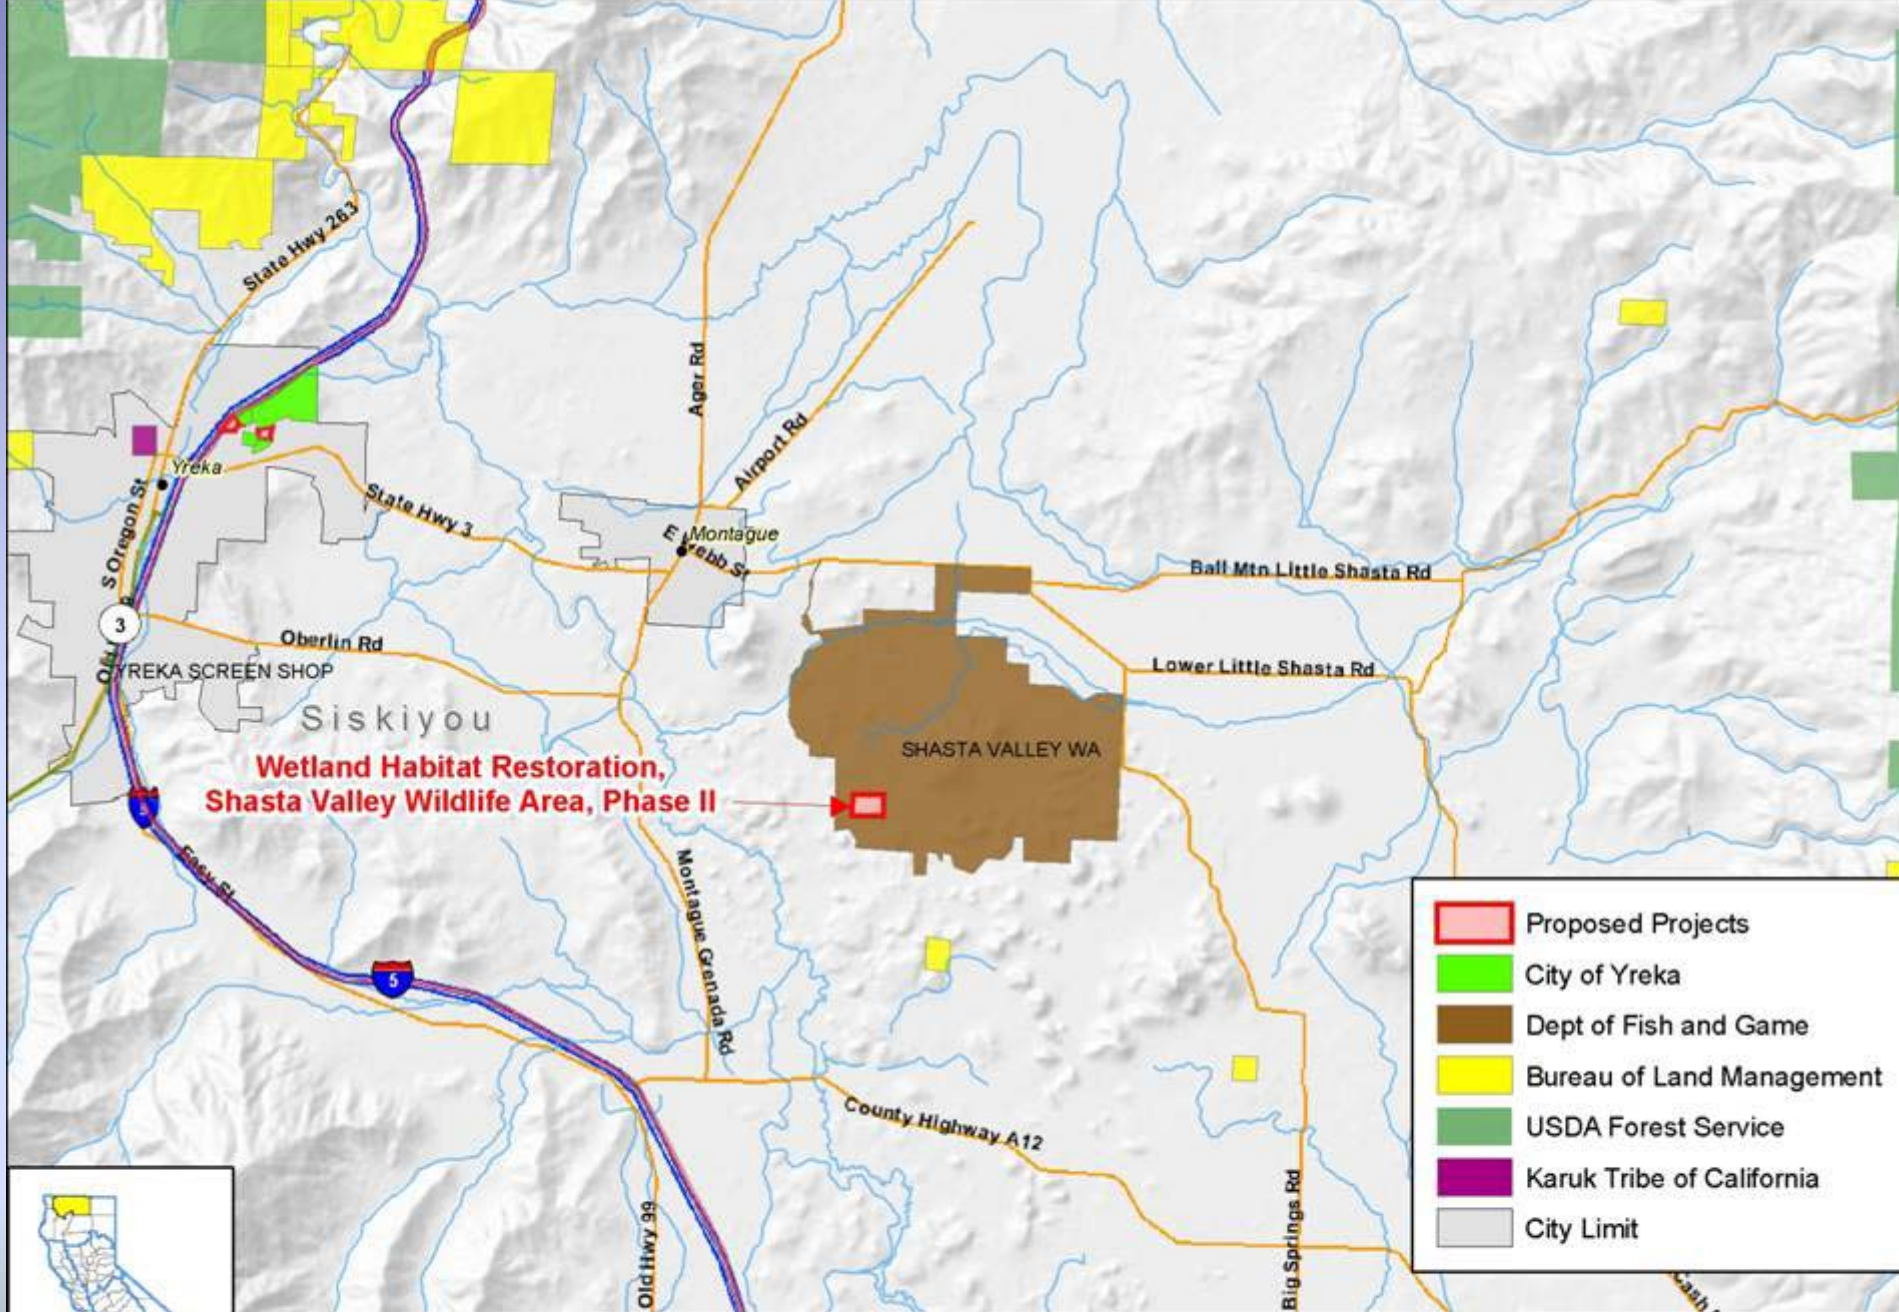 State Hwy 263
Ager Rd
Airport Rd
Yreka
S Oregon St
State Hwy 3
Montague
E Webb St
Ball Mtn Little Shasta Rd
3
Oberlin Rd
YREKA SCREEN SHOP
Lower Little Shasta Rd
Siskiyou
SHASTA VALLEY WA
Wetland Habitat Restoration,
Shasta Valley Wildlife Area, Phase II
5
Easy St
Montague Grenada Rd
5
County Highway A12
Old Hwy 99
Big Springs Rd
Proposed Projects
City of Yreka
Dept of Fish and Game
Bureau of Land Management
USDA Forest Service
Karuk Tribe of California
City Limit